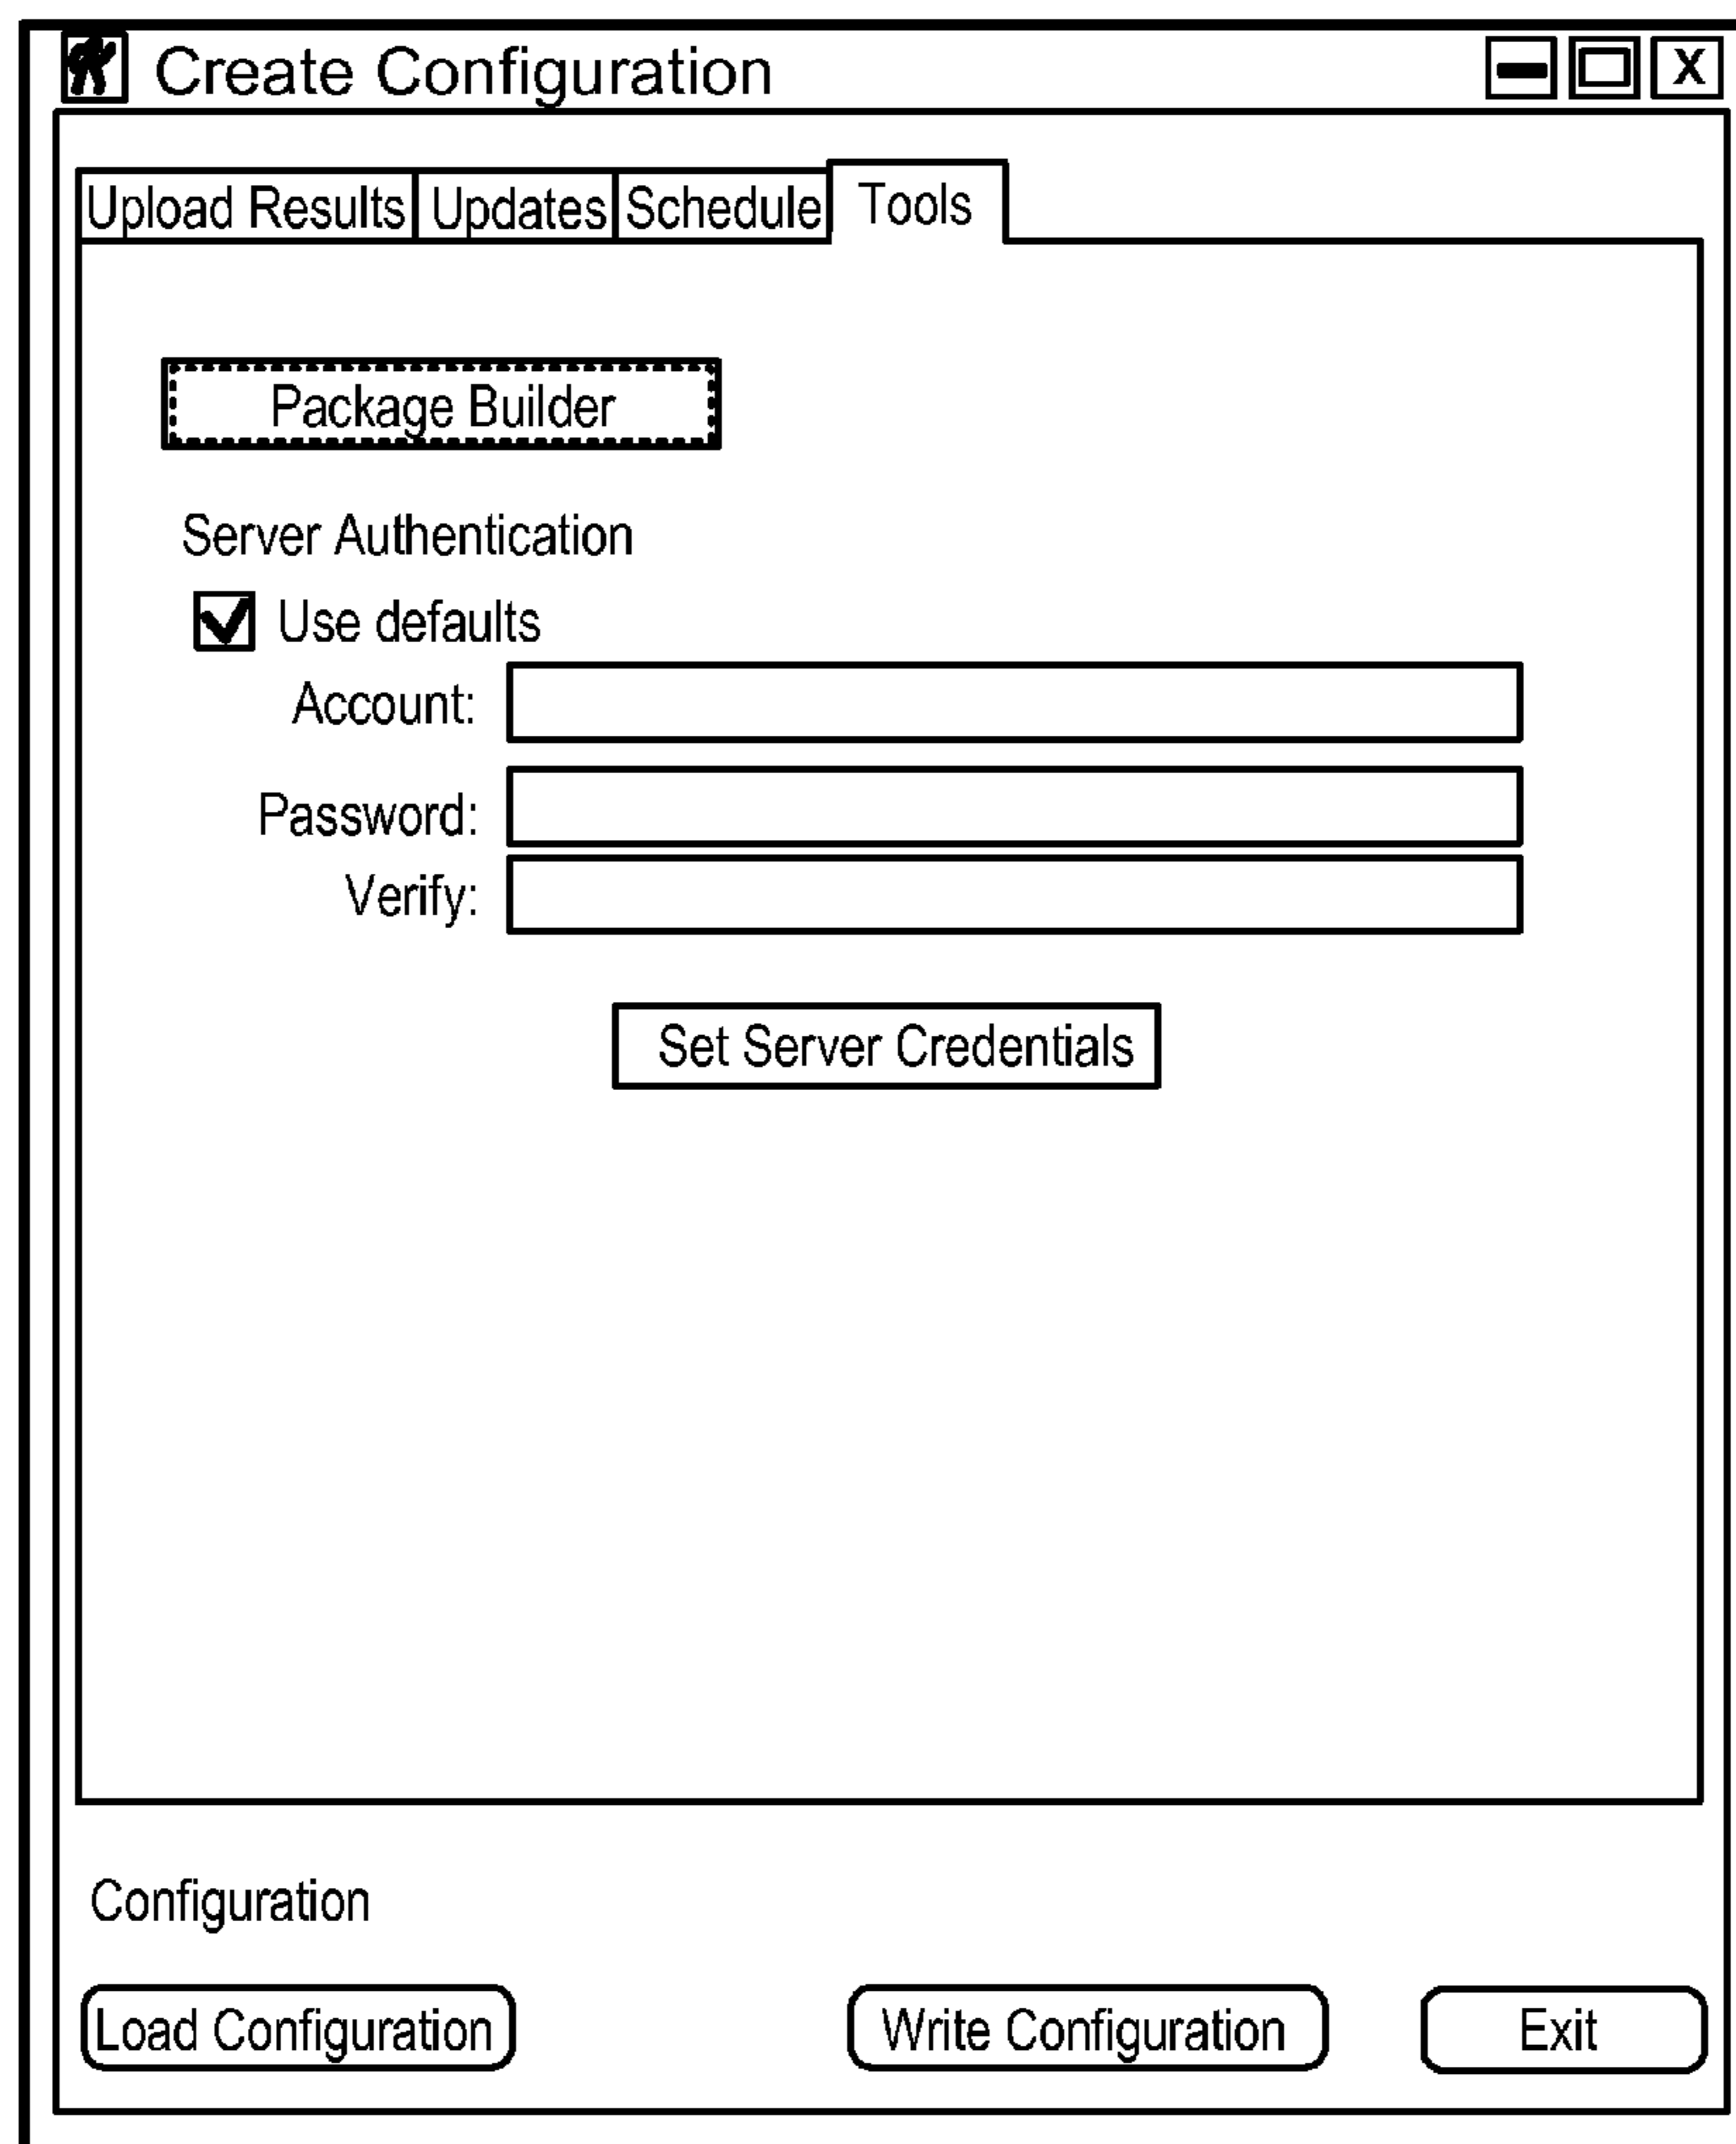 Create Configuration X
Upload Results Updates Schedule Tools
Package Builder
Server Authentication
Use defaults
Account:
Password:
Verify:
Set Server Credentials
Configuration
Load Configuration Write Configuration Exit